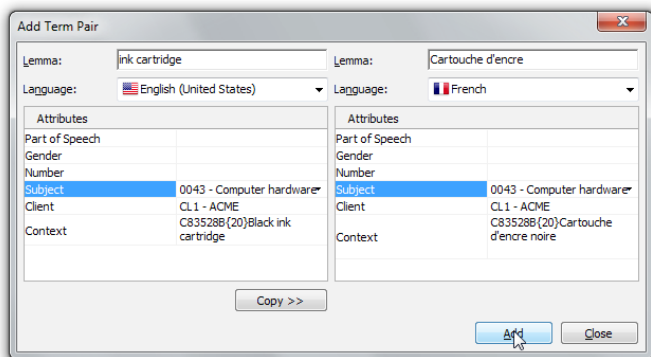 Add Term Pair
Lemma: ink cartridge Lemma: Cartouche d'encre
Language: English (United States) Language: French
Attributes Attributes
Part of Speech Part of Speech
Gender Gender
Number Number
Subject 0043 - Computer hardware Subject 0043 - Computer hardware
Client CL1 - ACME Client CL1 - ACME
Context C83528B{20}Black ink Context C83528B{20}Cartouche
cartridge d'encre noire
Copy >>
Add Close